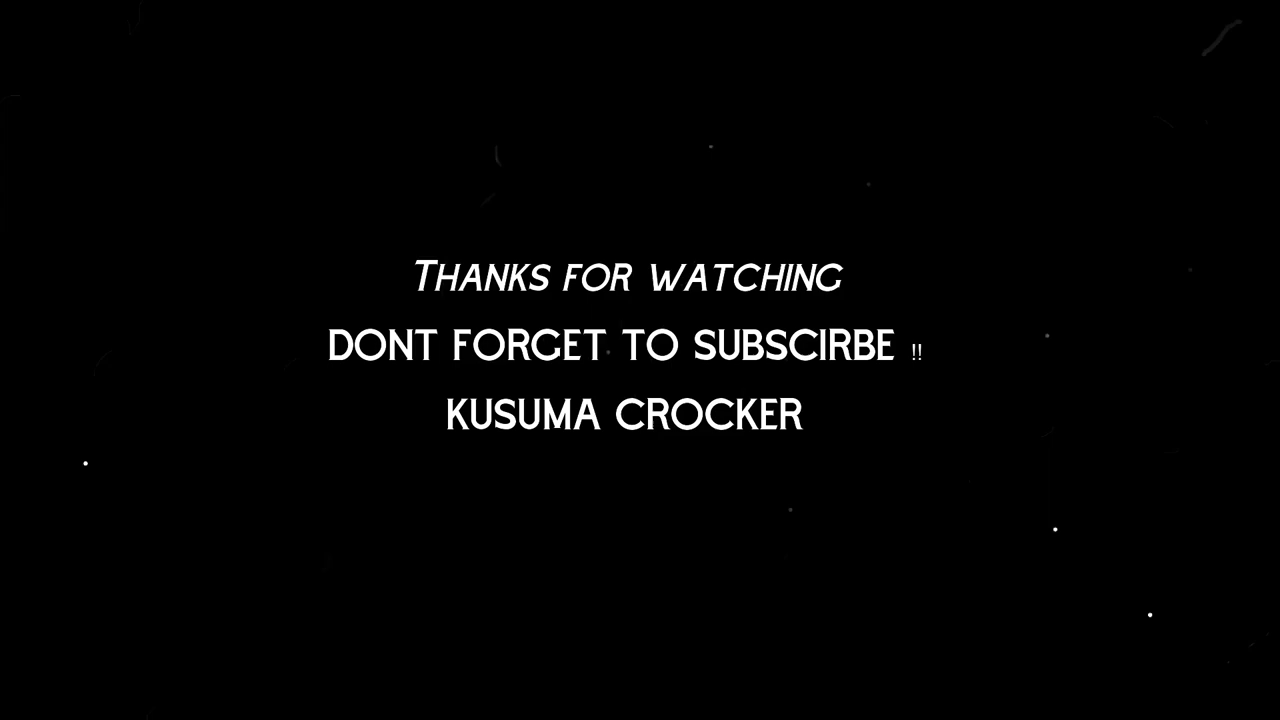 Thanks for watching
DONT FORGET TO SUBSCIRBE !!
KUSUMA CROCKER